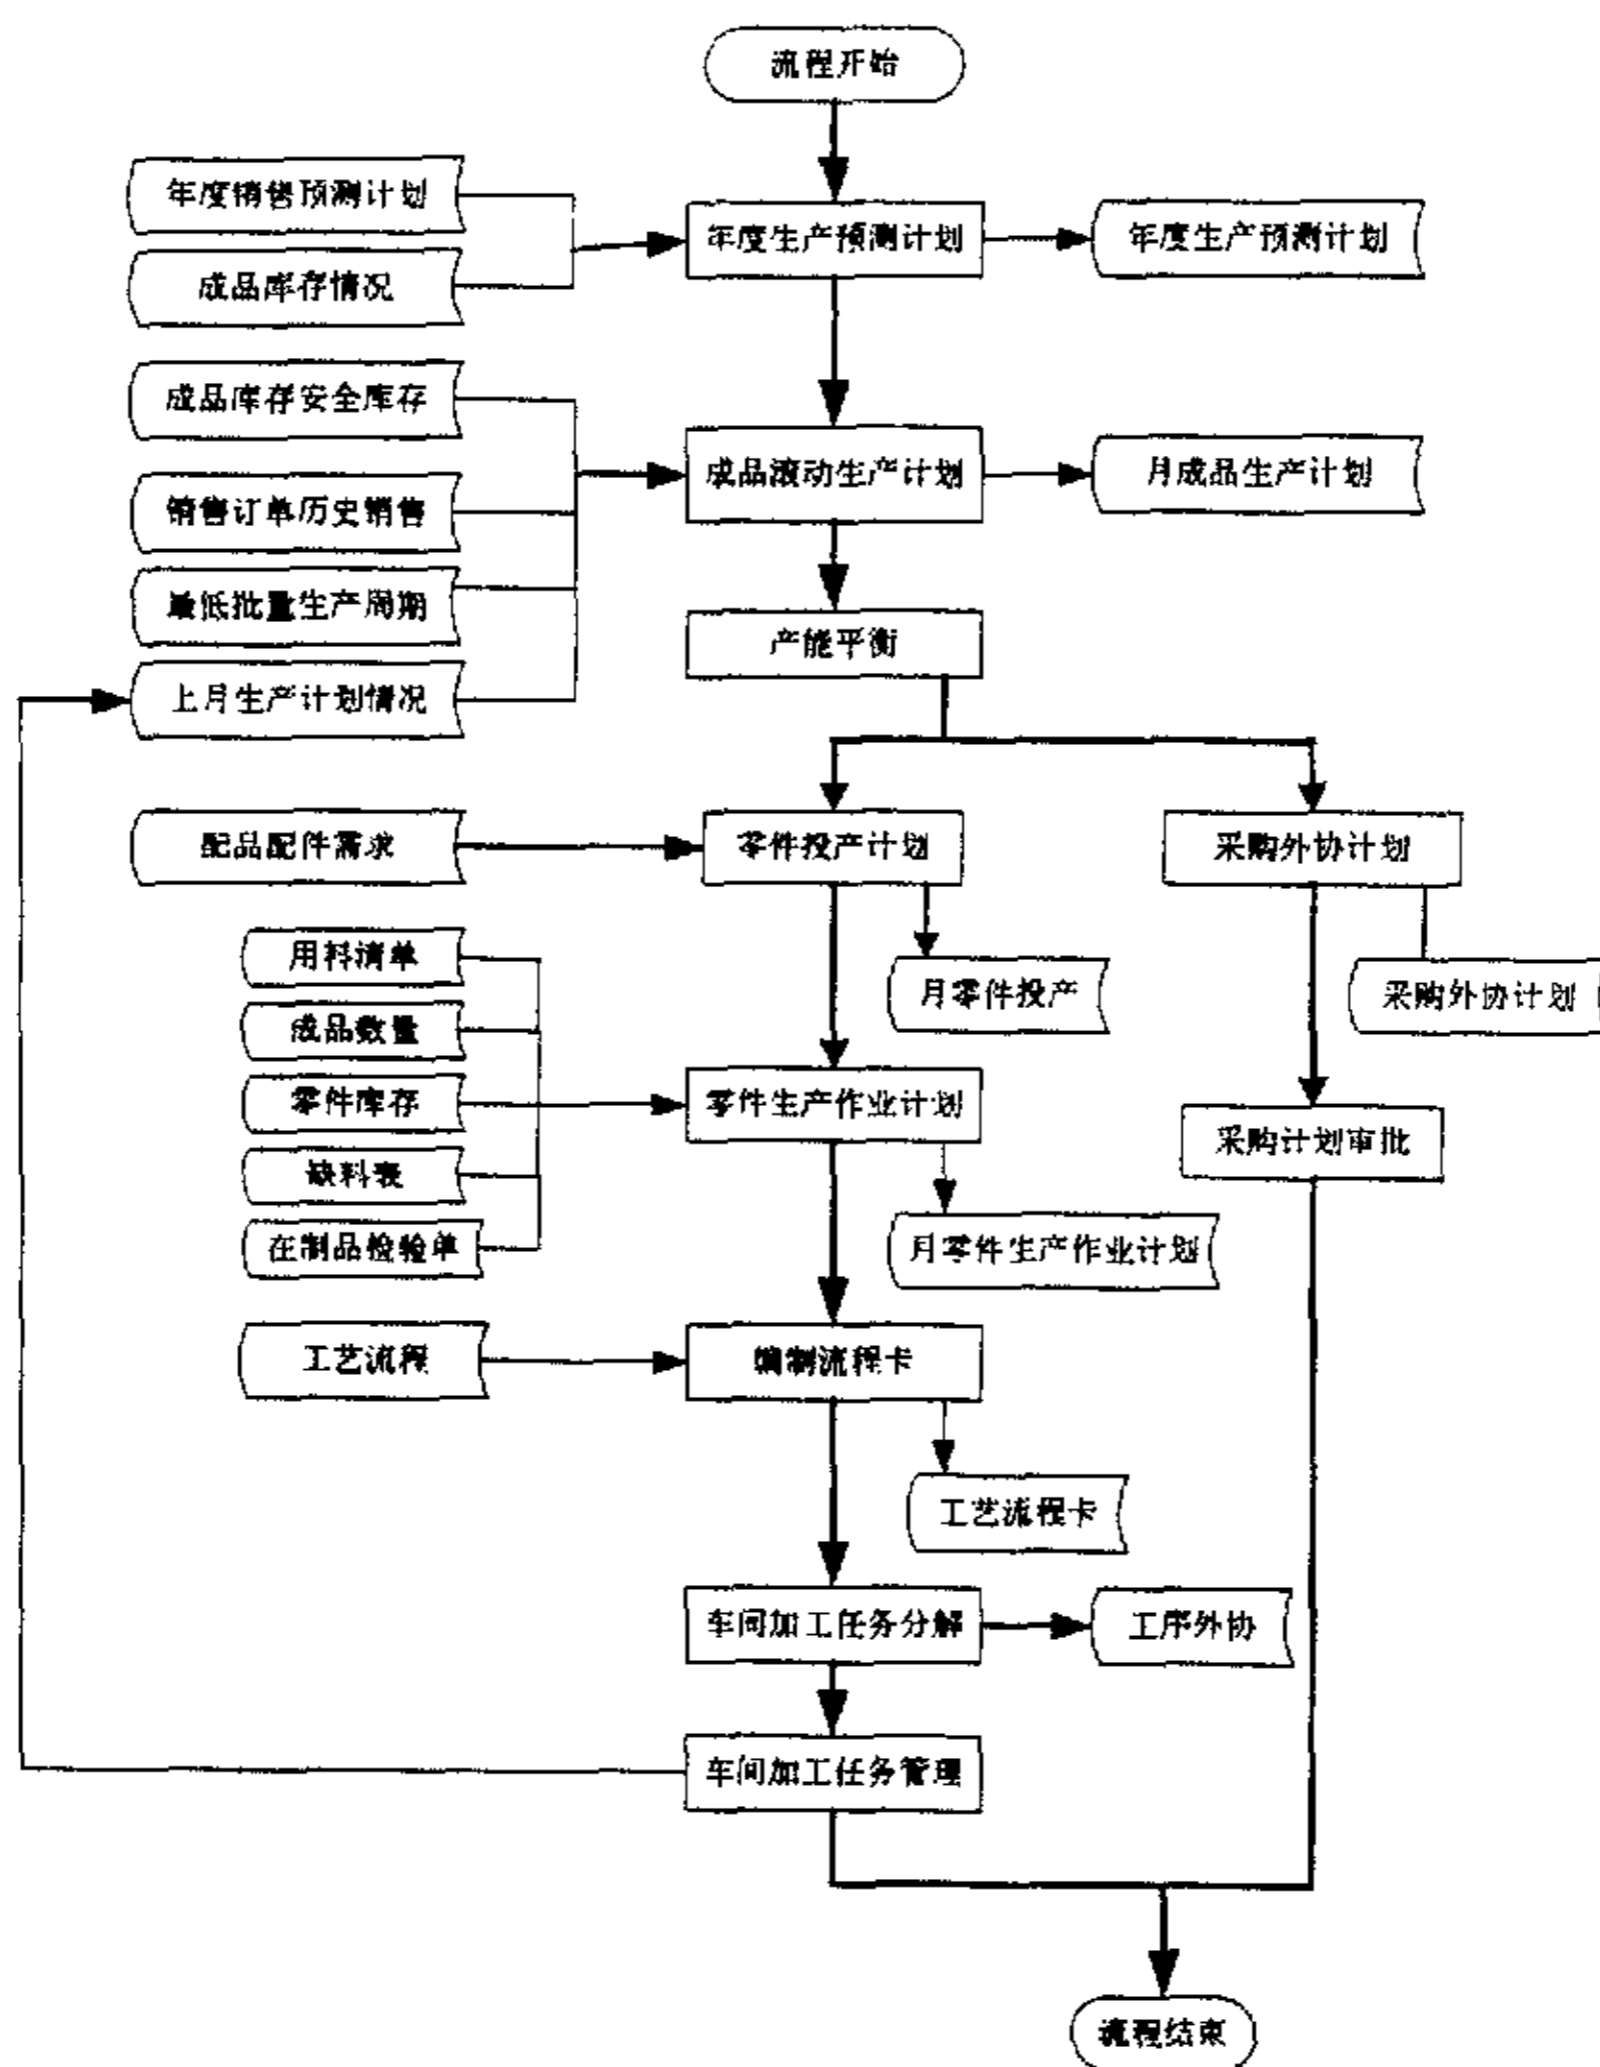 流程开始
年度销售预测计划
年度生产预测计划
年度生产预测计划
成品库存情况
成品库存安全库存
成品滚动生产计划
月成品生产计划
销售订单历史销售
最低批量生产周期
产能平衡
上月生产计划情况
配品配件需求
零件投产计划
采购外协计划
用料清单
月零件投产
采购外协计划
成品数量
零件库存
零件生产作业计划
采购计划审批
缺料表
在制品检验单
月零件生产作业计划
工艺流程
编制流程卡
工艺流程卡
车间加工任务分解
工序外协
车间加工任务管理
流程结束